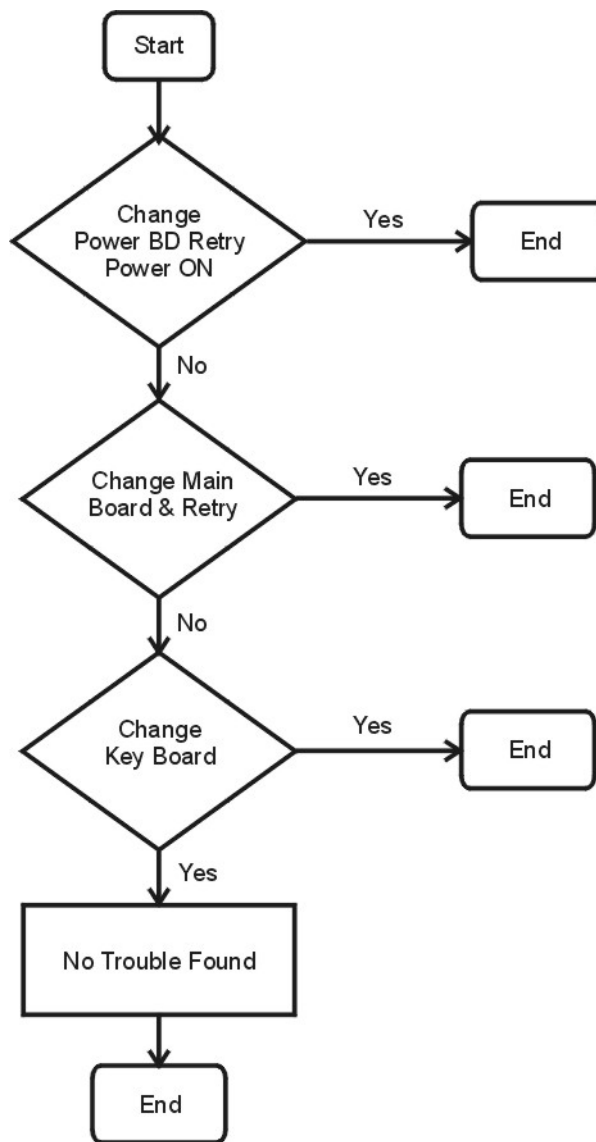 Start
Change
Power BD Retry
Power ON
Yes
End
No
Change Main
Board & Retry
Yes
End
No
Change
Key Board
Yes
End
Yes
No Trouble Found
End